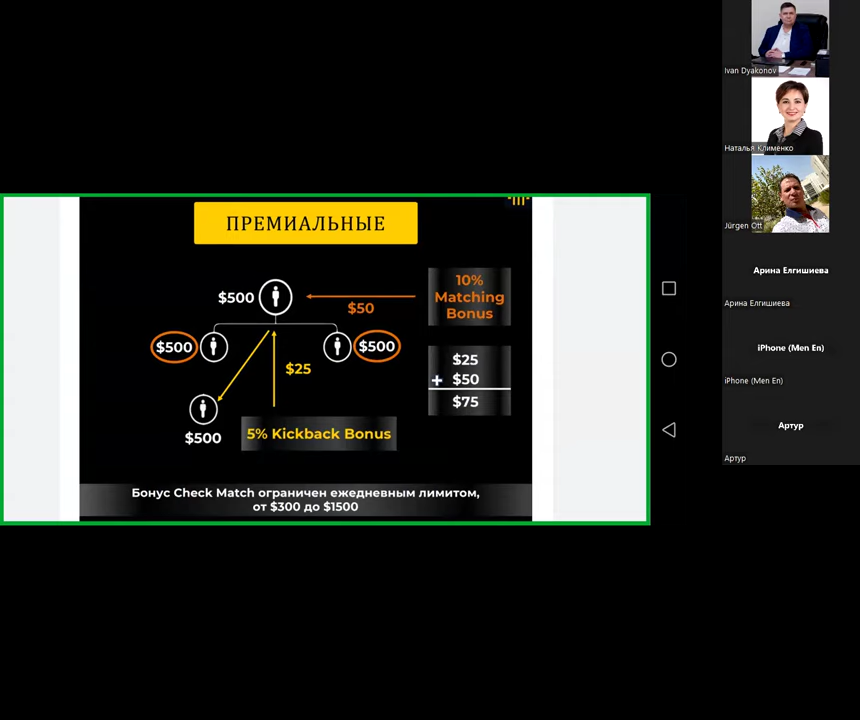 ПРЕМИАЛЬНЫЕ
$500
$50
10%
Matching
Bonus
$500
$500
$25
$25
+ $50
$75
$500
5% Kickback Bonus
Бонус Check Match ограничен ежедневным лимитом,
от $300 до $1500
Ivan Dyakonov
Наталья Клименко
Jürgen Ott
Арина Елгишиева
Арина Елгишиева
iPhone (Men En)
iPhone (Men En)
Артур
Артур